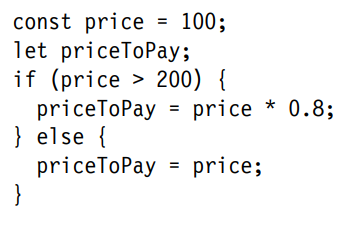 const price = 100;
let priceToPay;
if (price > 200) {
  priceToPay = price * 0.8;
} else {
  priceToPay = price;
}